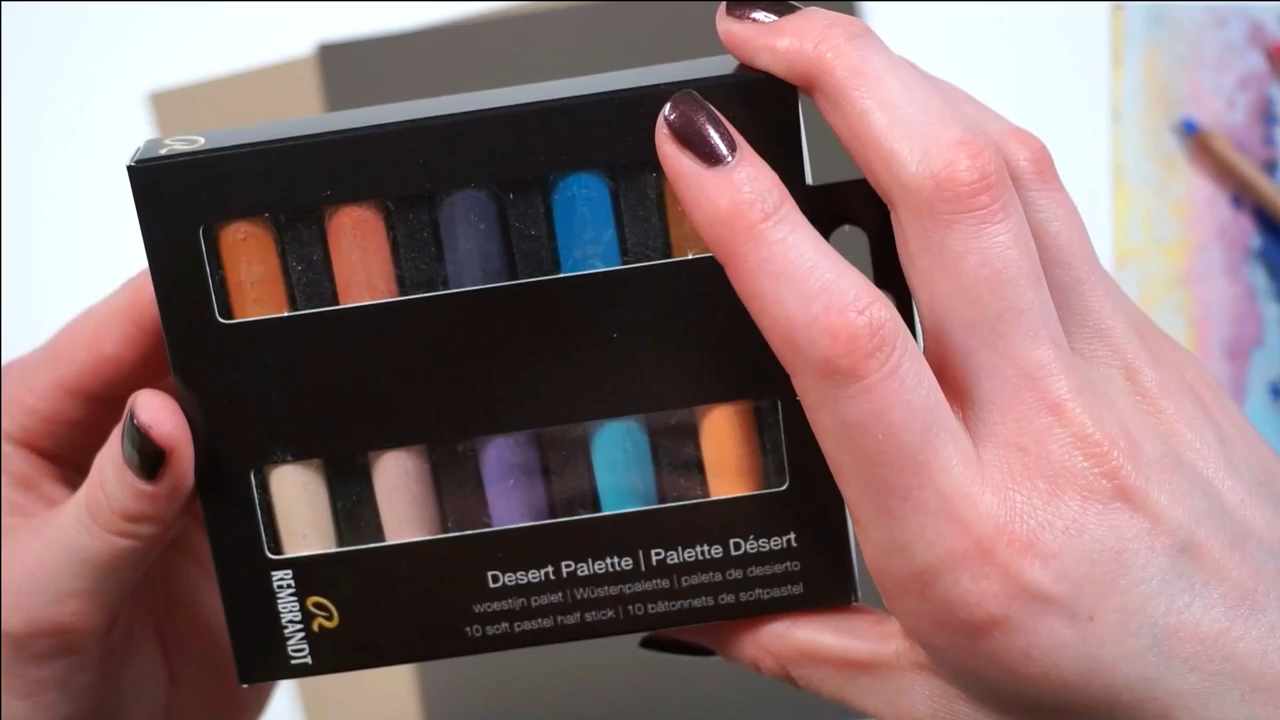 Desert Palette | Palette Désert
woestijn palet | Wüstenpalette | paleta de desierto
10 soft pastel half stick | 10 bâtonnets de softpastel
REMBRANDT